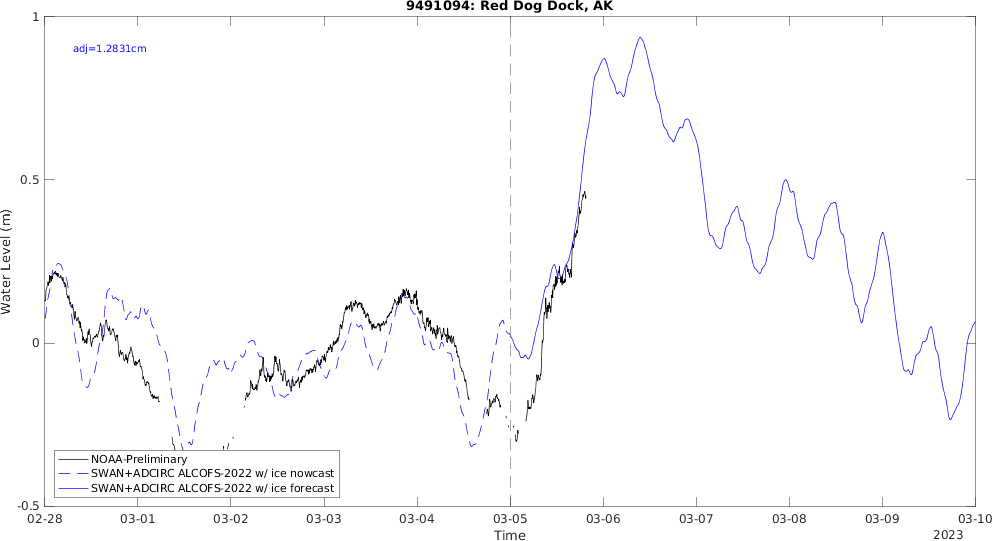 9491094: Red Dog Dock, AK
adj=1.2831cm
Water Level (m)
1
0.5
0
-0.5
NOAA-Preliminary
SWAN+ADCIRC ALCOFS-2022 w/ ice nowcast
SWAN+ADCIRC ALCOFS-2022 w/ ice forecast
02-28 03-01 03-02 03-03 03-04 03-05 03-06 03-07 03-08 03-09 03-10
Time
2023